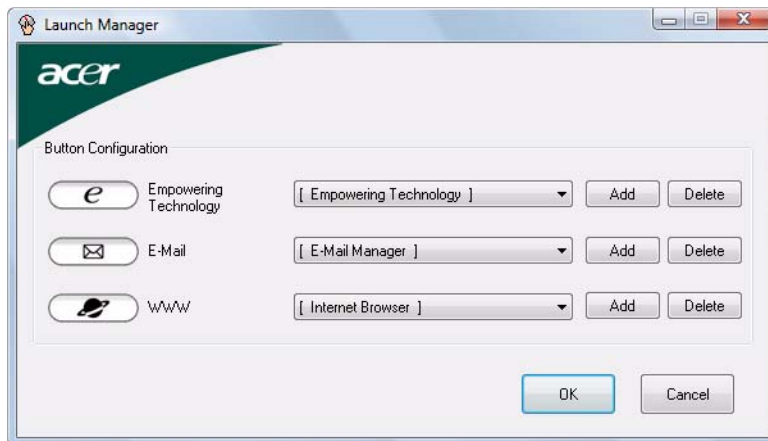 Launch Manager
acer
Button Configuration
e Empowering Technology [ Empowering Technology ] Add Delete
E-Mail [ E-Mail Manager ] Add Delete
WWW [ Internet Browser ] Add Delete
OK Cancel